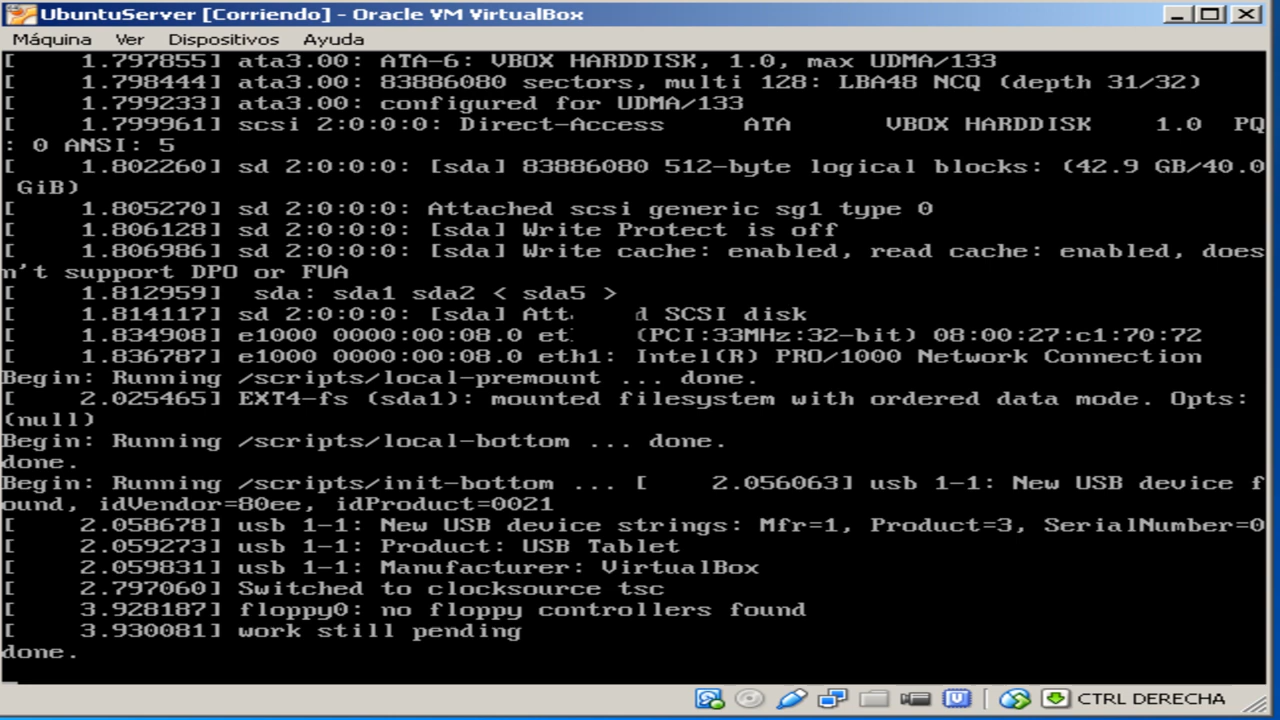 UbuntuServer [Corriendo] - Oracle VM VirtualBox
Máquina Ver Dispositivos Ayuda
[ 1.797855] ata3.00: ATA-6: VBOX HARDDISK, 1.0, max UDMA/133
[ 1.798444] ata3.00: 83886080 sectors, multi 128: LBA48 NCQ (depth 31/32)
[ 1.799233] ata3.00: configured for UDMA/133
[ 1.799961] scsi 2:0:0:0: Direct-Access ATA VBOX HARDDISK 1.0 PQ
: 0 ANSI: 5
[ 1.802260] sd 2:0:0:0: [sda] 83886080 512-byte logical blocks: (42.9 GB/40.0
GiB)
[ 1.805270] sd 2:0:0:0: Attached scsi generic sg1 type 0
[ 1.806128] sd 2:0:0:0: [sda] Write Protect is off
[ 1.806986] sd 2:0:0:0: [sda] Write cache: enabled, read cache: enabled, does
n't support DPO or FUA
[ 1.812959] sda: sda1 sda2 < sda5 >
[ 1.814117] sd 2:0:0:0: [sda] SCSI disk
[ 1.834908] e1000 0000:00:08.0 (PCI:33MHz:32-bit) 08:00:27:c1:70:72
[ 1.836787] e1000 0000:00:08.0 eth1: Intel(R) PRO/1000 Network Connection
Begin: Running /scripts/local-premount ... done.
[ 2.025465] EXT4-fs (sda1): mounted filesystem with ordered data mode. Opts:
(null)
Begin: Running /scripts/local-bottom ... done.
done.
Begin: Running /scripts/init-bottom ... [ 2.056063] usb 1-1: New USB device f
ound, idVendor=80ee, idProduct=0021
[ 2.058678] usb 1-1: New USB device strings: Mfr=1, Product=3, SerialNumber=0
[ 2.059273] usb 1-1: Product: USB Tablet
[ 2.059831] usb 1-1: Manufacturer: VirtualBox
[ 2.797060] Switched to clocksource tsc
[ 3.928187] floppy0: no floppy controllers found
[ 3.930081] work still pending
done.
CTRL DERECHA